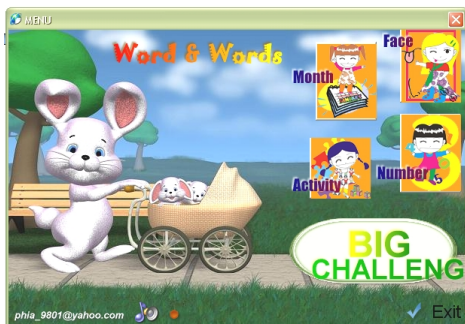 MENU
Word & Words
Face
Month
Activity
Number
BIG
CHALLENG
phia_9801@yahoo.com
Exit